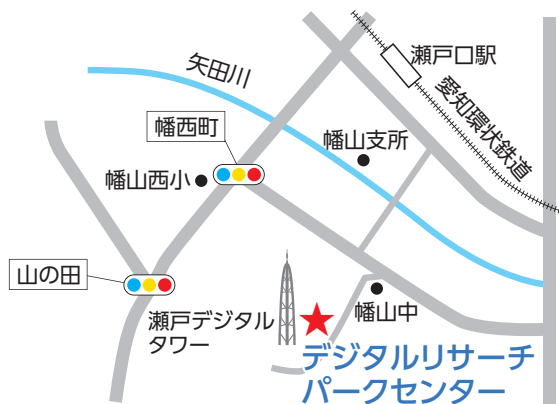 瀬戸口駅
矢田川
愛知環状鉄道
幡西町
幡山支所
幡山西小
山の田
幡山中
瀬戸デジタル
タワー
デジタルリサーチ
パークセンター